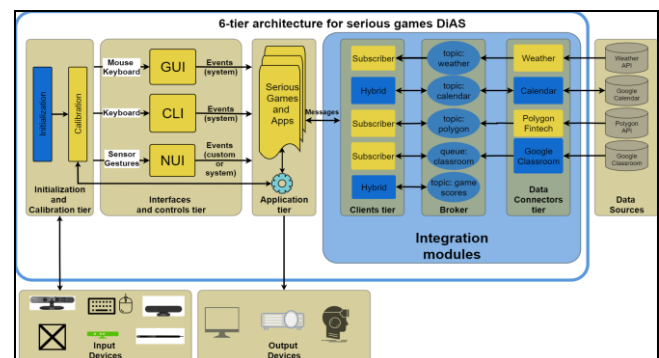 6-tier architecture for serious games DiAS
Initialization
Calibration
Initialization
and
Calibration tier
Mouse
Keyboard
GUI
Events
(system)
Keyboard
CLI
Events
(system)
Sensor
Gestures
NUI
Events
(custom
or
system)
Interfaces
and controls tier
Serious
Games
and
Apps
Application
tier
Messages
Subscriber
Hybrid
Subscriber
Subscriber
Hybrid
Clients tier
topic:
weather
topic:
calendar
topic:
polygon
queue:
classroom
topic: game
scores
Broker
Weather
Calendar
Polygon
Fintech
Google
Classroom
Data
Connectors
tier
Integration
modules
Weather
API
Google
Calendar
Polygon
API
Google
Classroom
Data
Sources
Input
Devices
Output
Devices